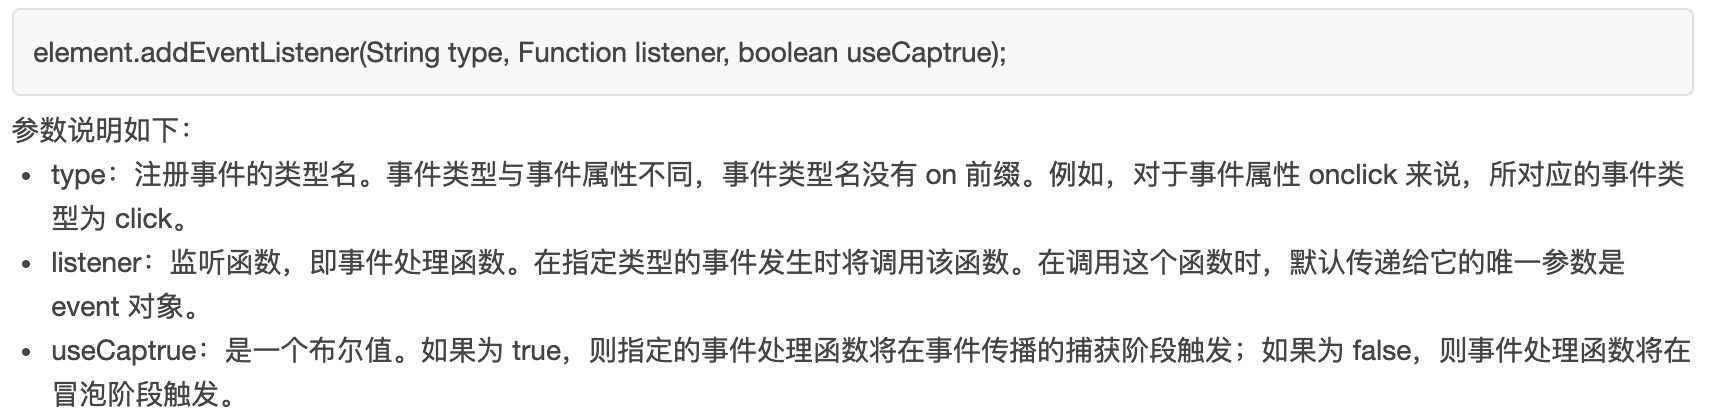 element.addEventListener(String type, Function listener, boolean useCaptrue);
参数说明如下：
• type：注册事件的类型名。事件类型与事件属性不同，事件类型名没有 on 前缀。例如，对于事件属性 onclick 来说，所对应的事件类
型为 click。
• listener：监听函数，即事件处理函数。在指定类型的事件发生时将调用该函数。在调用这个函数时，默认传递给它的唯一参数是
event 对象。
• useCaptrue：是一个布尔值。如果为 true，则指定的事件处理函数将在事件传播的捕获阶段触发；如果为 false，则事件处理函数将在
冒泡阶段触发。